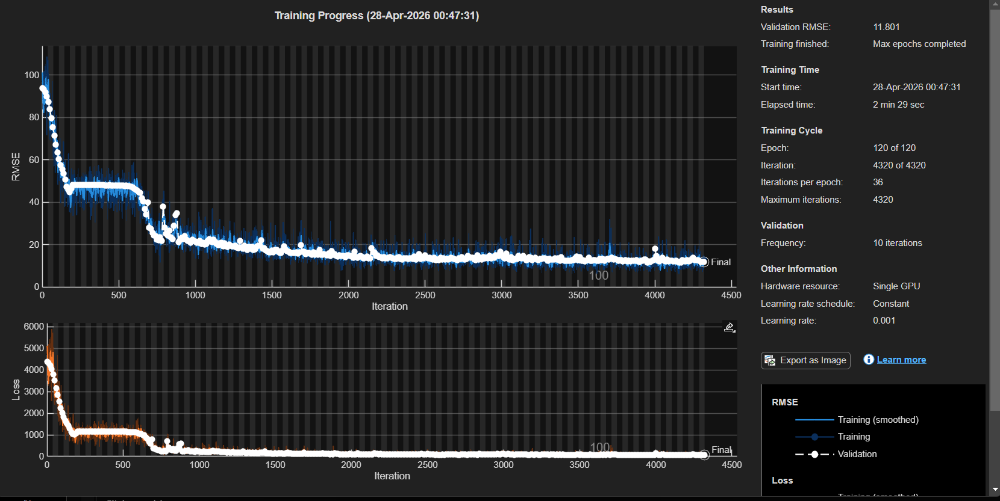 Training Progress (28-Apr-2026 00:47:31)
100
80
60
40
20
0
RMSE
100
Final
0 500 1000 1500 2000 2500 3000 3500 4000 4500
Iteration
6000
5000
4000
3000
2000
1000
0
Loss
100
Final
0 500 1000 1500 2000 2500 3000 3500 4000 4500
Iteration
Results
Validation RMSE: 11.801
Training finished: Max epochs completed
Training Time
Start time: 28-Apr-2026 00:47:31
Elapsed time: 2 min 29 sec
Training Cycle
Epoch: 120 of 120
Iteration: 4320 of 4320
Iterations per epoch: 36
Maximum iterations: 4320
Validation
Frequency: 10 iterations
Other Information
Hardware resource: Single GPU
Learning rate schedule: Constant
Learning rate: 0.001
Export as Image
Learn more
RMSE
Training (smoothed)
Training
Validation
Loss
Training (smoothed)